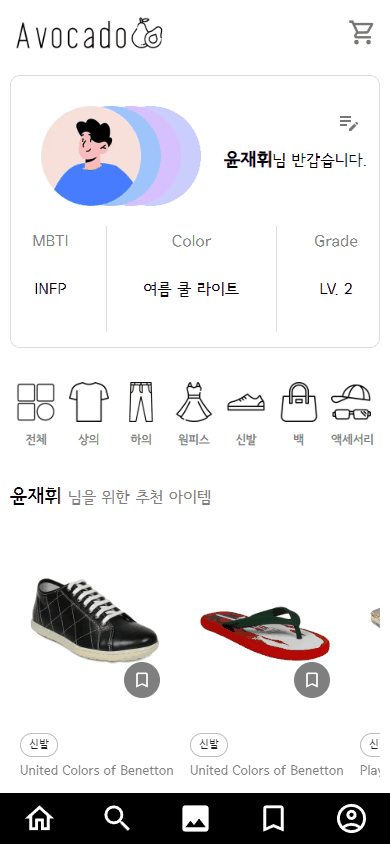 Avocado
윤재휘님 반갑습니다.
MBTI Color Grade
INFP 여름 쿨 라이트 LV. 2
전체 상의 하의 원피스 신발 백 액세서리
윤재휘 님을 위한 추천 아이템
신발 신발
United Colors of Benetton United Colors of Benetton Play